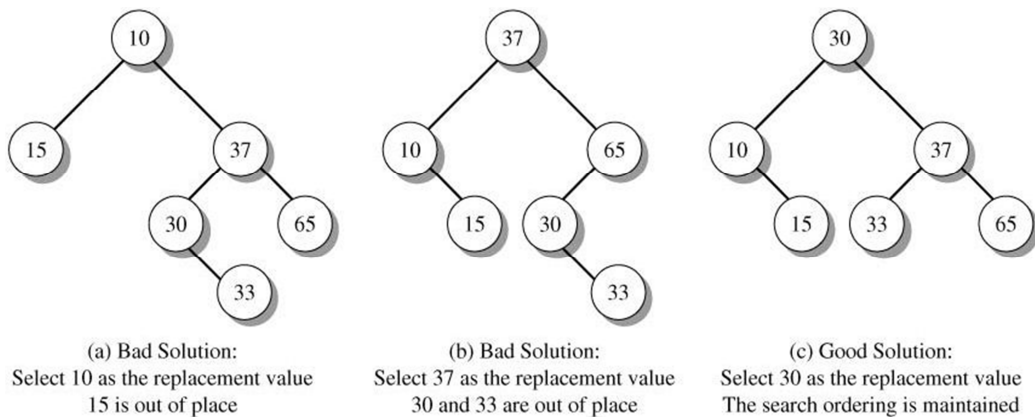 10
15
37
30
65
33
(a) Bad Solution:
Select 10 as the replacement value
15 is out of place
37
10
65
15
30
33
(b) Bad Solution:
Select 37 as the replacement value
30 and 33 are out of place
30
10
37
15
33
65
(c) Good Solution:
Select 30 as the replacement value
The search ordering is maintained